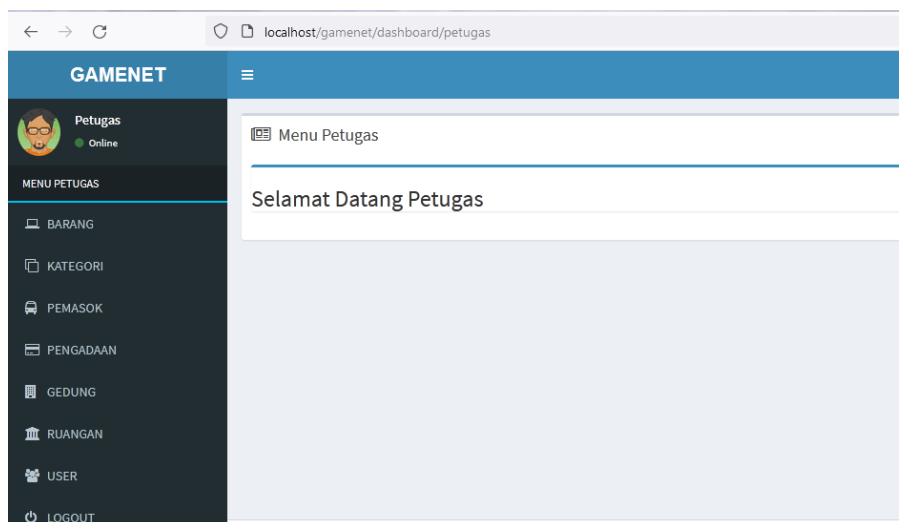 localhost/gamenet/dashboard/petugas
GAMENET
Petugas
Online
MENU PETUGAS
BARANG
KATEGORI
PEMASOK
PENGADAAN
GEDUNG
RUANGAN
USER
LOGOUT
Menu Petugas
Selamat Datang Petugas